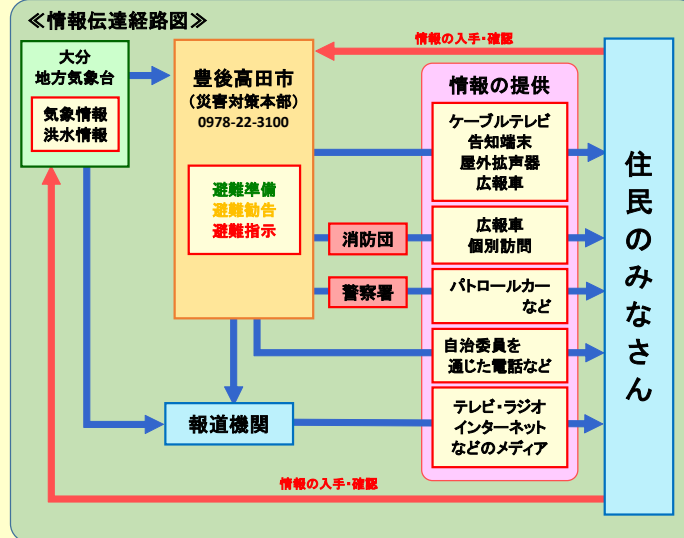 ≪情報伝達経路図≫
情報の入手・確認
大分
地方気象台
気象情報
洪水情報
豊後高田市
（災害対策本部）
0978-22-3100
避難準備
避難勧告
避難指示
情報の提供
ケーブルテレビ
告知端末
屋外拡声器
広報車
消防団
広報車
個別訪問
警察署
パトロールカー
など
自治委員を
通じた電話など
報道機関
テレビ・ラジオ
インターネット
などのメディア
住民のみなさん
情報の入手・確認